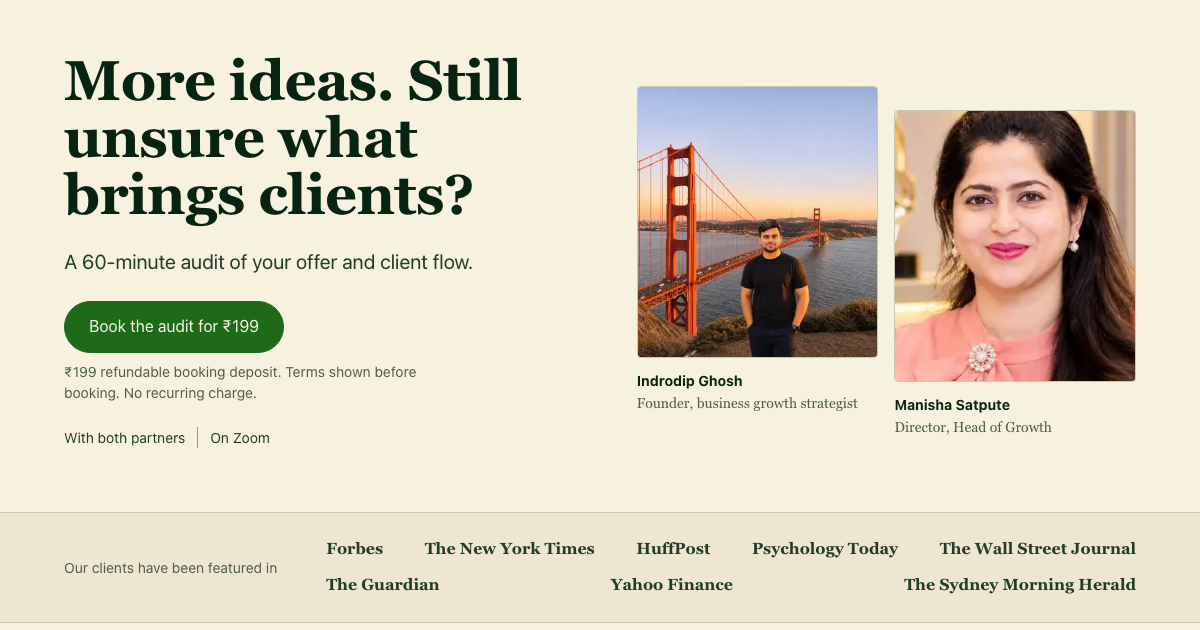 More ideas. Still
unsure what
brings clients?
A 60-minute audit of your offer and client flow.
Book the audit for ₹199
₹199 refundable booking deposit. Terms shown before
booking. No recurring charge.
With both partners
On Zoom
Indrodip Ghosh
Founder, business growth strategist
Manisha Satpute
Director, Head of Growth
Our clients have been featured in
Forbes The New York Times HuffPost Psychology Today The Wall Street Journal
The Guardian Yahoo Finance The Sydney Morning Herald